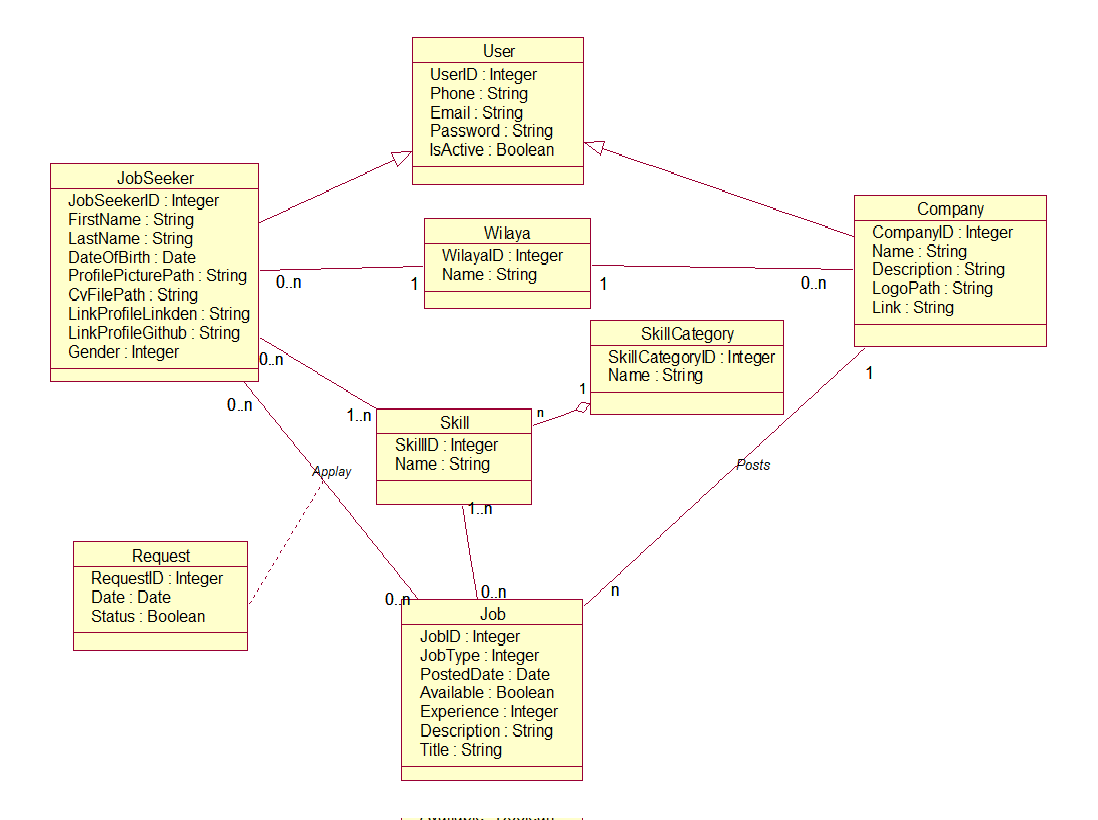 User
UserID : Integer
Phone : String
Email : String
Password : String
IsActive : Boolean
JobSeeker
JobSeekerID : Integer
FirstName : String
LastName : String
DateOfBirth : Date
ProfilePicturePath : String
CvFilePath : String
LinkProfileLinkden : String
LinkProfileGithub : String
Gender : Integer
Wilaya
WilayaID : Integer
Name : String
Company
CompanyID : Integer
Name : String
Description : String
LogoPath : String
Link : String
0..n
1
1
0..n
SkillCategory
SkillCategoryID : Integer
Name : String
0..n
1..n
1
n
1
0..n
Skill
SkillID : Integer
Name : String
Applay
Posts
1..n
Request
RequestID : Integer
Date : Date
Status : Boolean
0..n
0..n
n
Job
JobID : Integer
JobType : Integer
PostedDate : Date
Available : Boolean
Experience : Integer
Description : String
Title : String